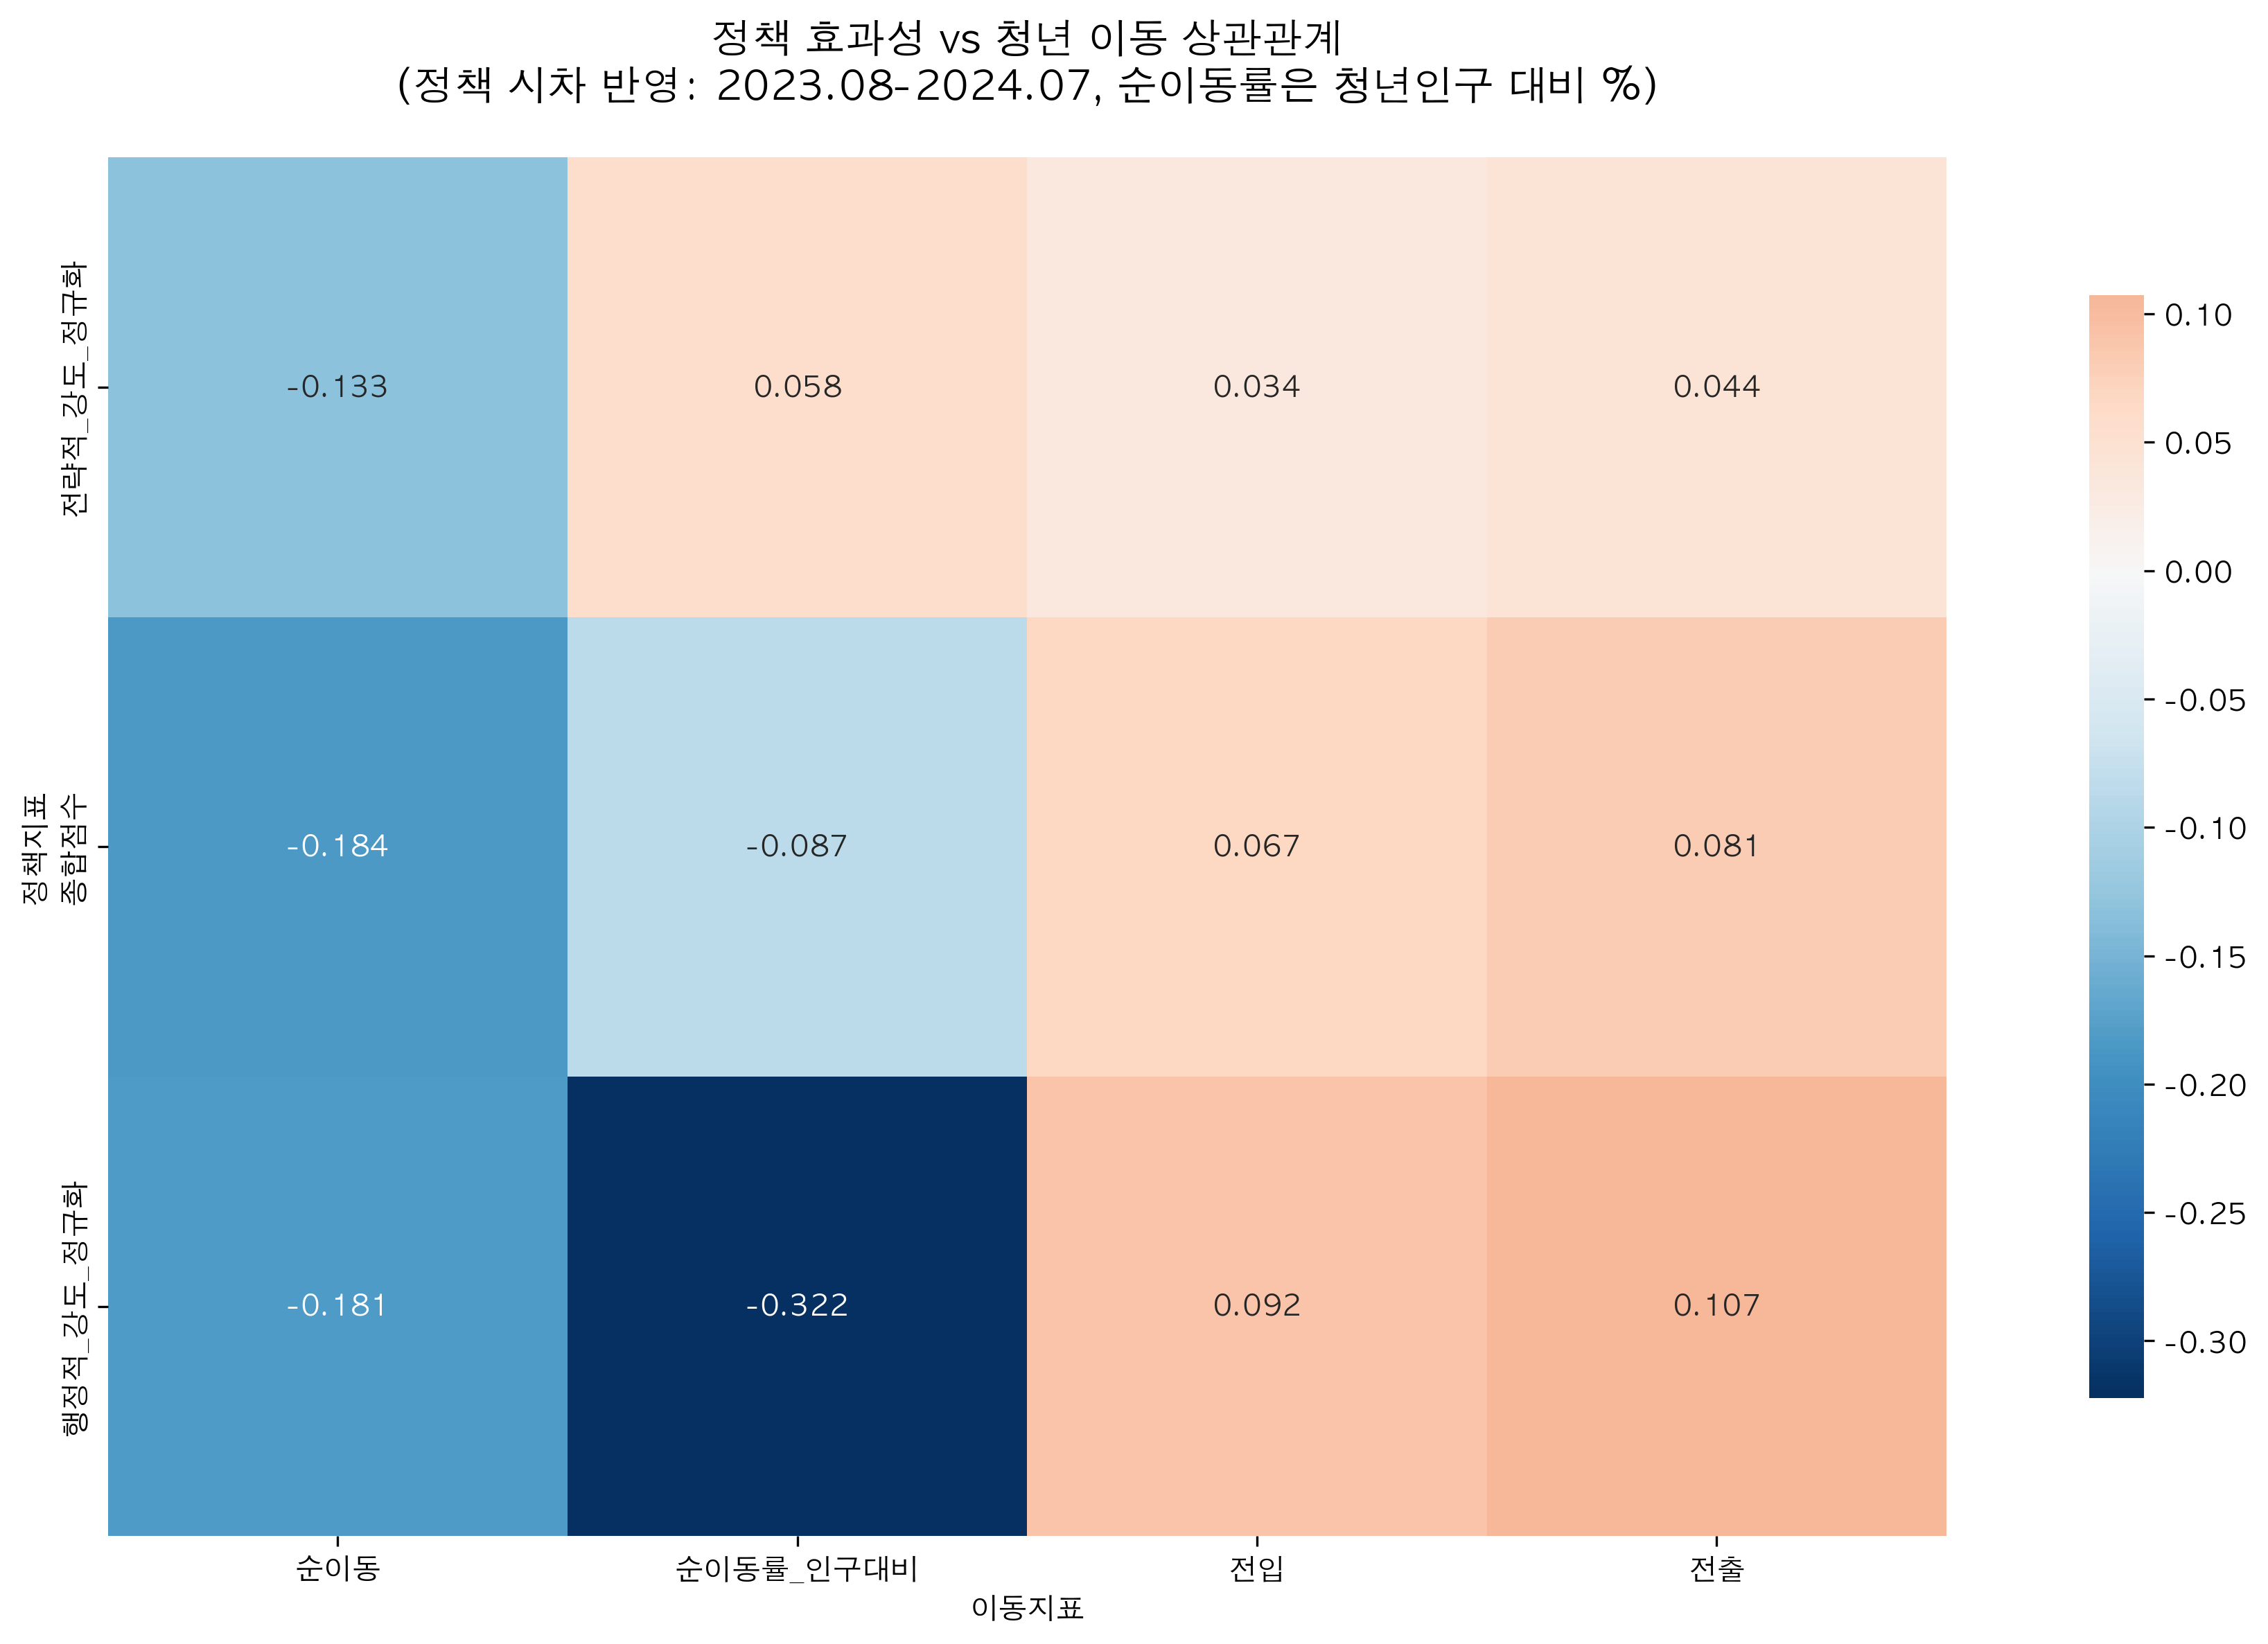 정책 효과성 vs 청년 이동 상관관계
(정책 시차 반영: 2023.08-2024.07, 순이동률은 청년인구 대비 %)
정책지표
전략적_강도_정규화
-0.133 0.058 0.034 0.044
종합점수
-0.184 -0.087 0.067 0.081
행정적_강도_정규화
-0.181 -0.322 0.092 0.107
순이동 순이동률_인구대비 전입 전출
이동지표
0.10
0.05
0.00
-0.05
-0.10
-0.15
-0.20
-0.25
-0.30